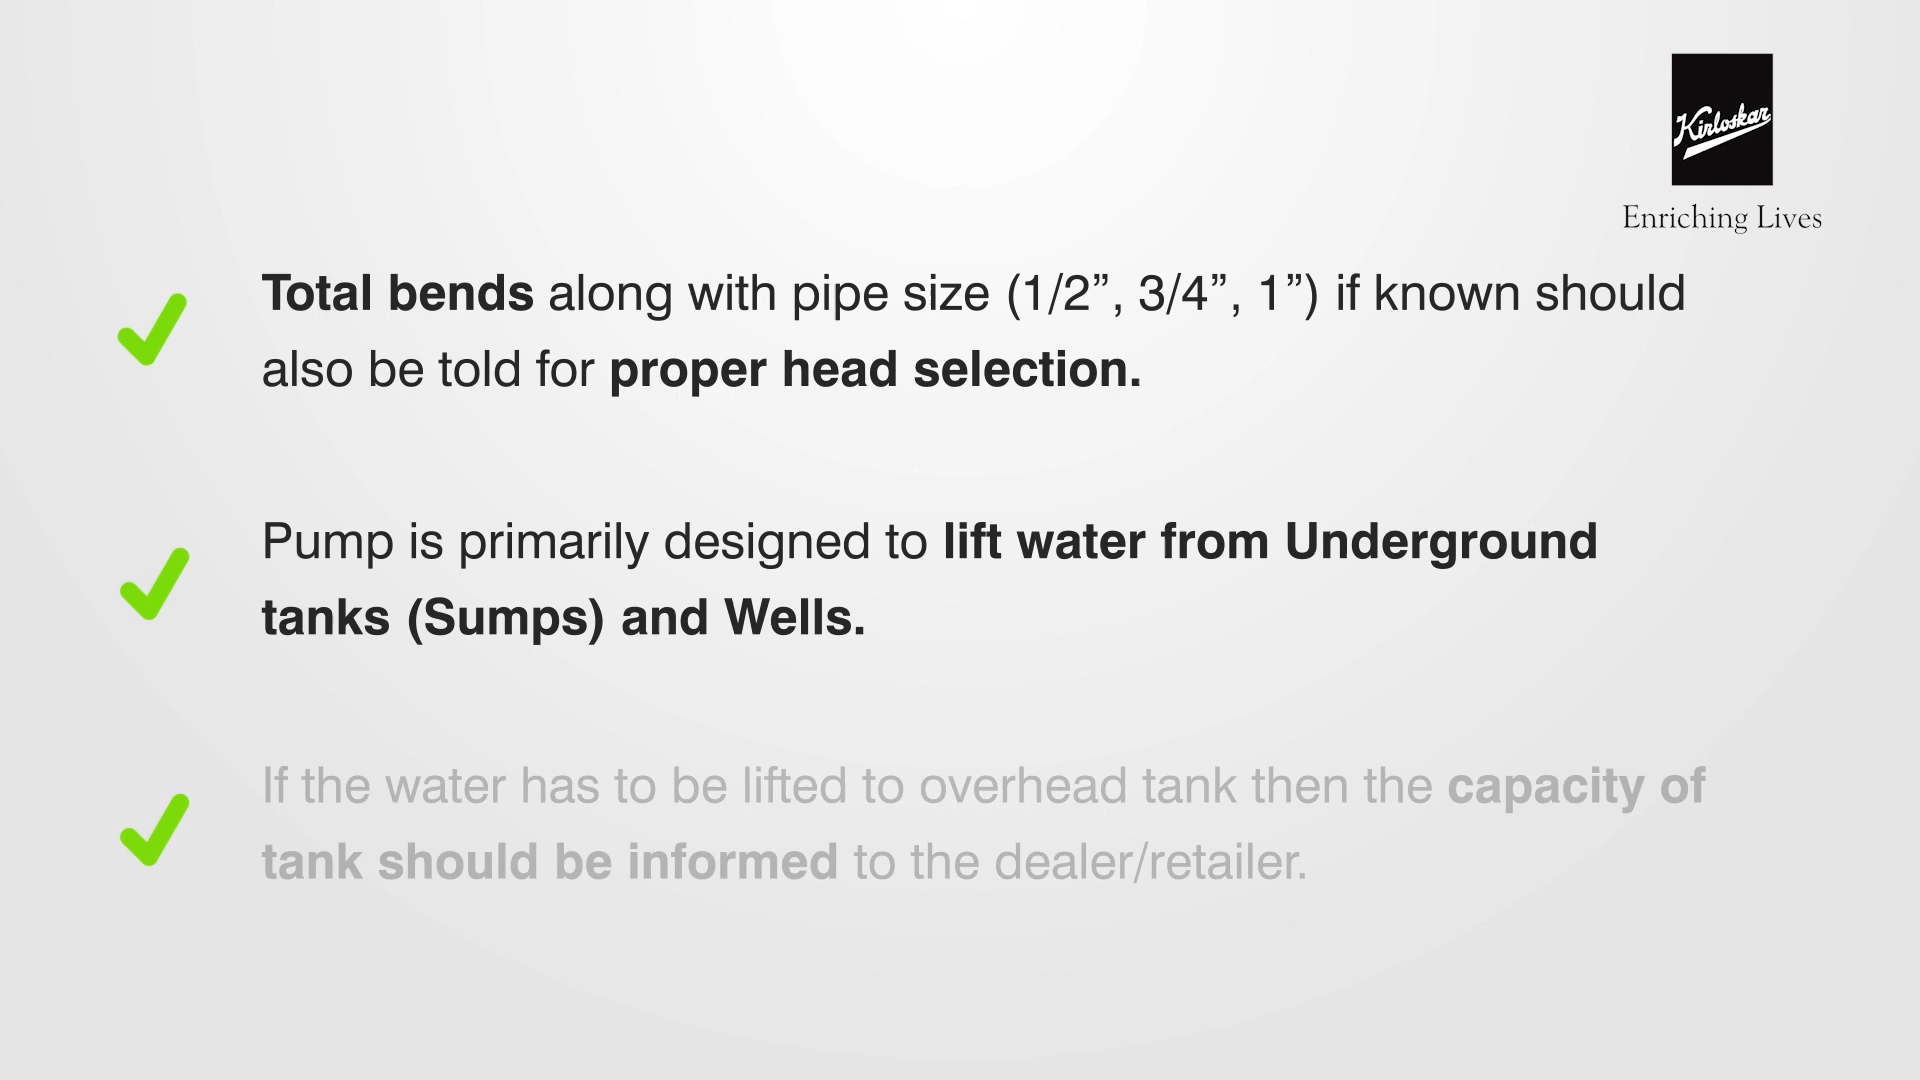 Kirloskar
Enriching Lives
Total bends along with pipe size (1/2”, 3/4”, 1”) if known should
also be told for proper head selection.
Pump is primarily designed to lift water from Underground
tanks (Sumps) and Wells.
If the water has to be lifted to overhead tank then the capacity of
tank should be informed to the dealer/retailer.